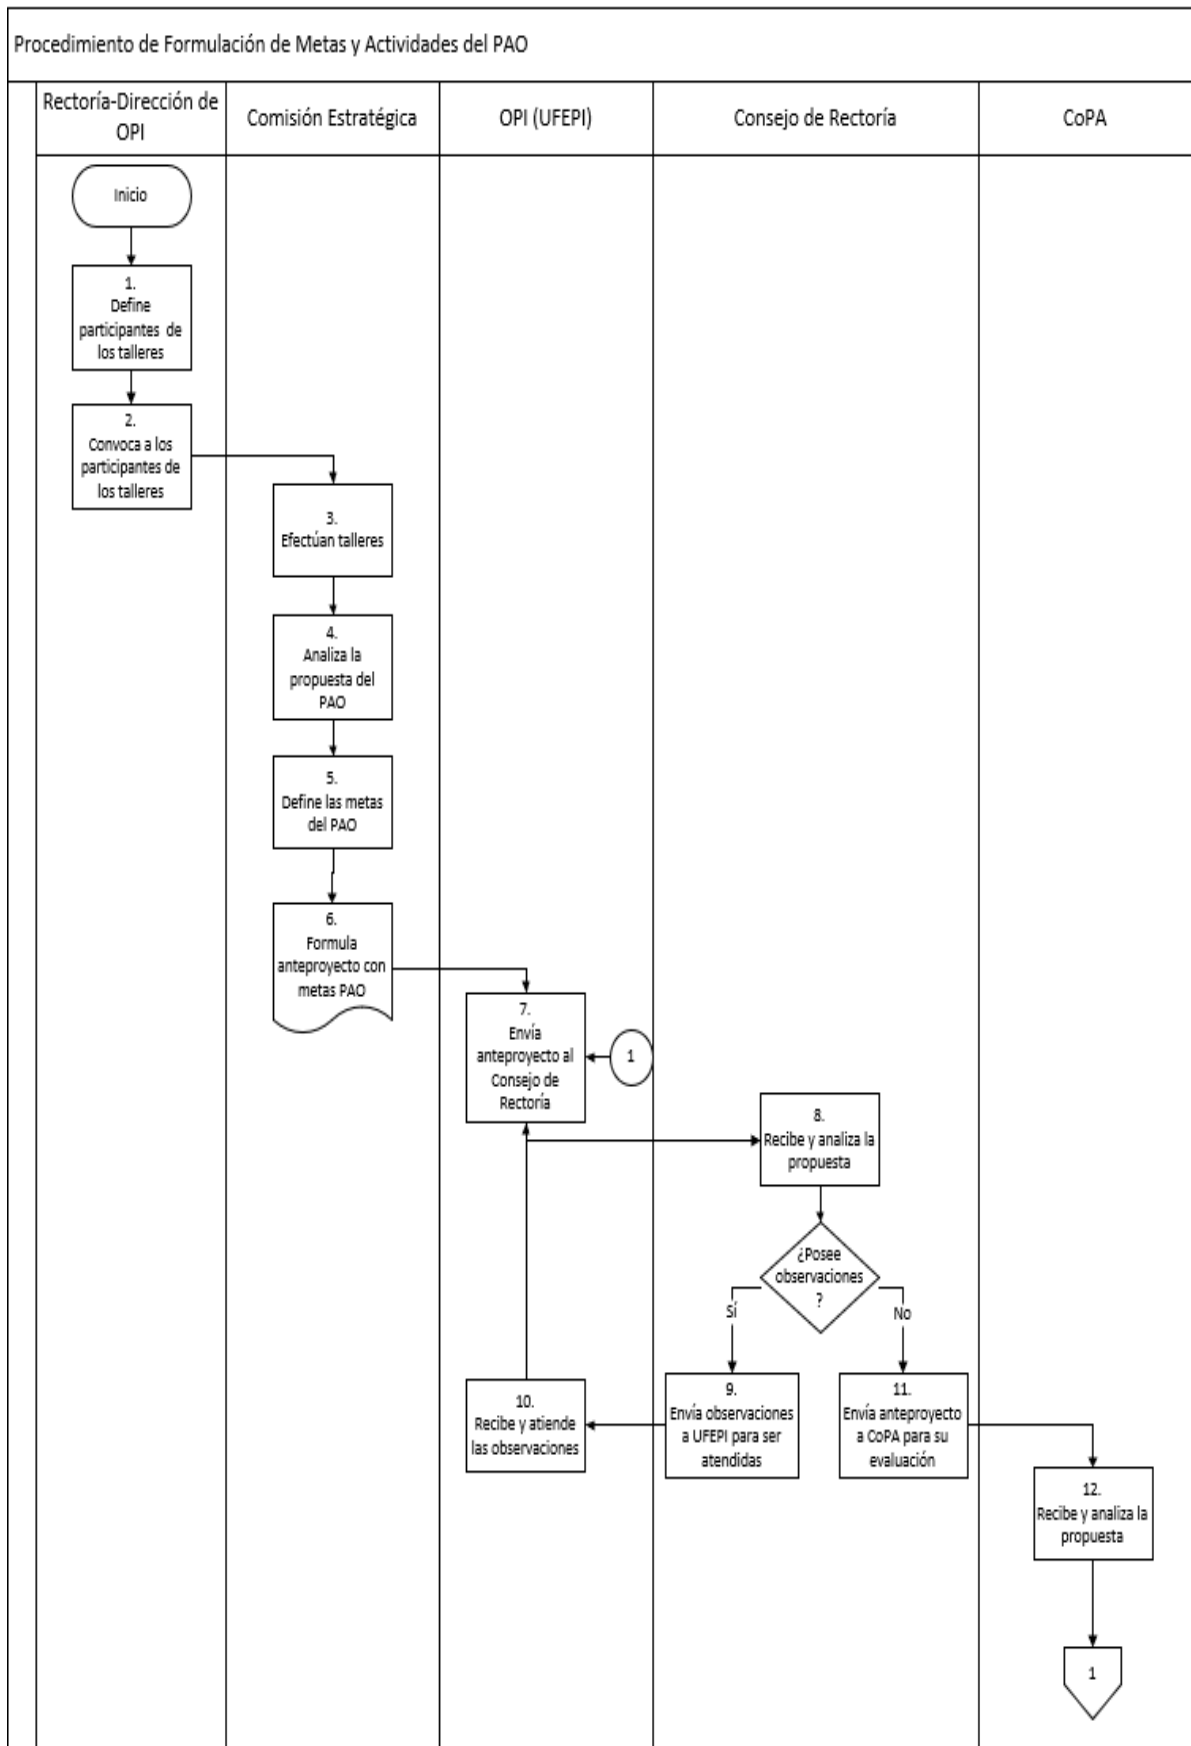 Procedimiento de Formulación de Metas y Actividades del PAO
Rectoría-Dirección de
OPI
Comisión Estratégica
OPI (UFEPI)
Consejo de Rectoría
CoPA
Inicio
1.
Define
participantes de
los talleres
2.
Convoca a los
participantes de
los talleres
3.
Efectúan talleres
4.
Analiza la
propuesta del
PAO
5.
Define las metas
del PAO
6.
Formula
anteproyecto con
metas PAO
7.
Envía
anteproyecto al
Consejo de
Rectoría
1
8.
Recibe y analiza la
propuesta
¿Posee
observaciones
?
Sí
No
9.
Envía observaciones
a UFEPI para ser
atendidas
10.
Recibe y atiende
las observaciones
11.
Envía anteproyecto
a CoPA para su
evaluación
12.
Recibe y analiza la
propuesta
1